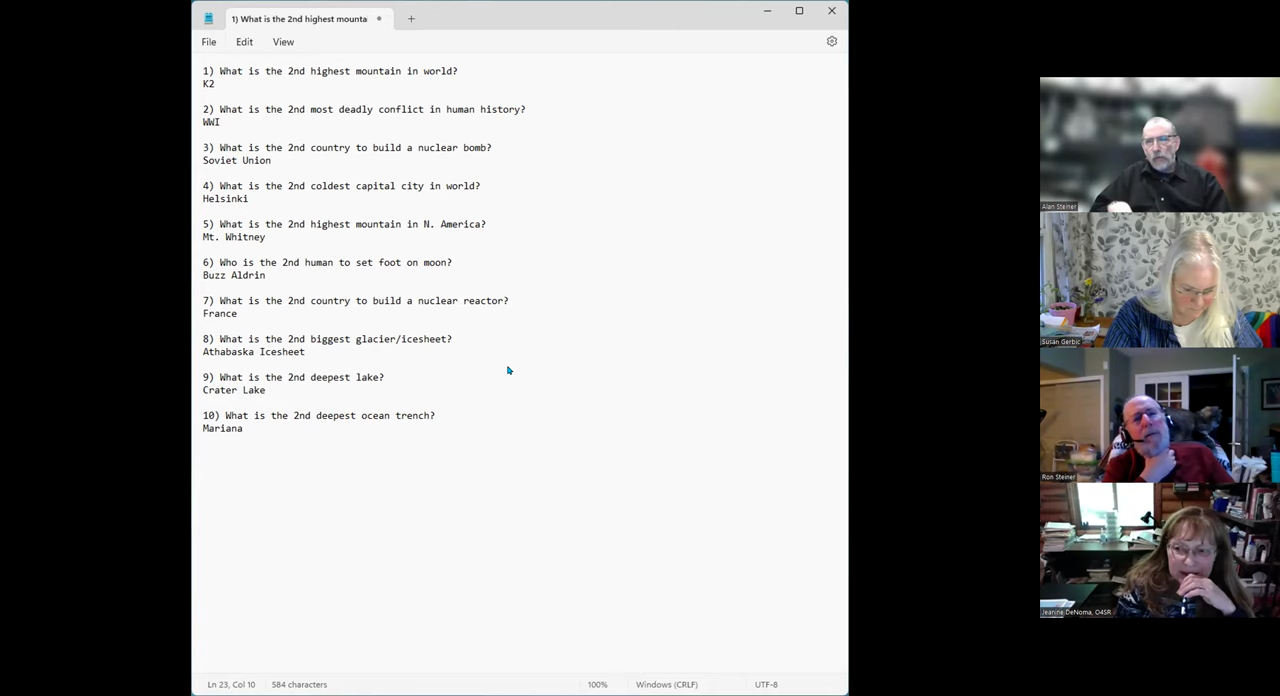 1) What is the 2nd highest mounta
File Edit View
1) What is the 2nd highest mountain in world?
K2
2) What is the 2nd most deadly conflict in human history?
WWI
3) What is the 2nd country to build a nuclear bomb?
Soviet Union
4) What is the 2nd coldest capital city in world?
Helsinki
5) What is the 2nd highest mountain in N. America?
Mt. Whitney
6) Who is the 2nd human to set foot on moon?
Buzz Aldrin
7) What is the 2nd country to build a nuclear reactor?
France
8) What is the 2nd biggest glacier/icesheet?
Athabaska Icesheet
9) What is the 2nd deepest lake?
Crater Lake
10) What is the 2nd deepest ocean trench?
Mariana
Ln 23, Col 10 584 characters 100% Windows (CRLF) UTF-8
Alan Steiner
Susan Gerbic
Ron Steiner
Jeanine DeNoma, O4SR